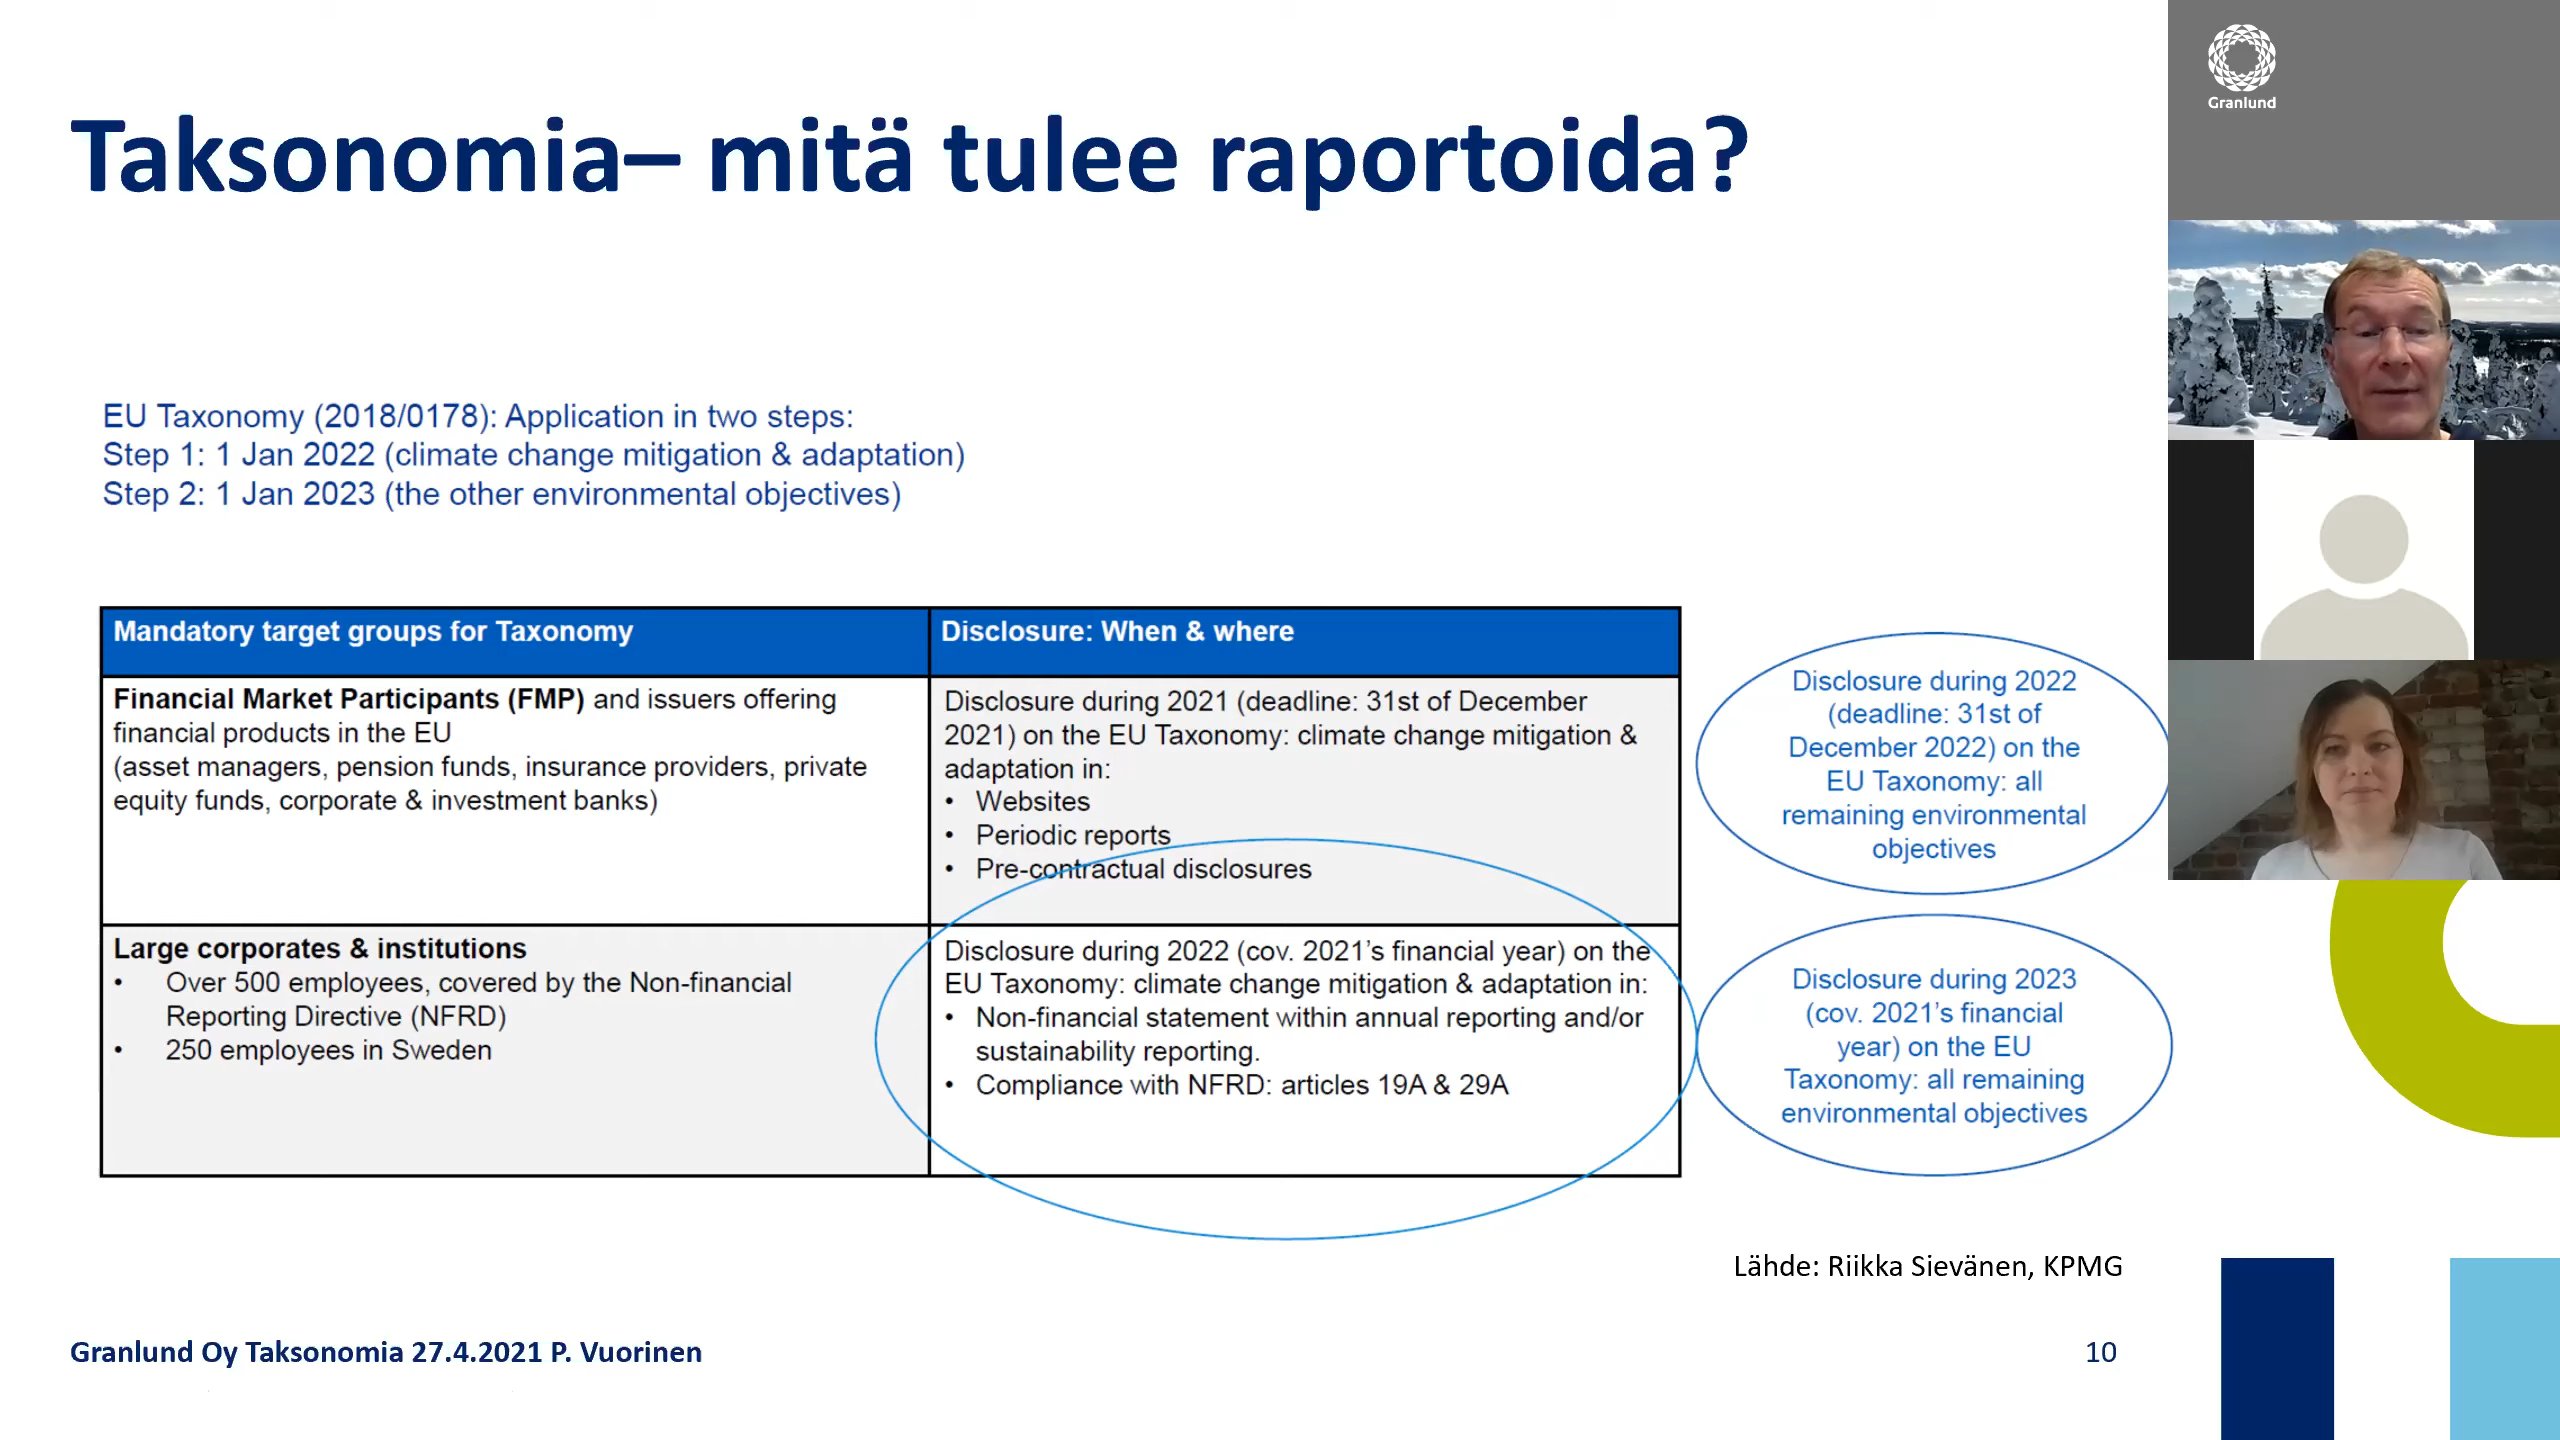 Taksonomia– mitä tulee raportoida?
Granlund
EU Taxonomy (2018/0178): Application in two steps:
Step 1: 1 Jan 2022 (climate change mitigation & adaptation)
Step 2: 1 Jan 2023 (the other environmental objectives)
Mandatory target groups for Taxonomy
Disclosure: When & where
Financial Market Participants (FMP) and issuers offering
financial products in the EU
(asset managers, pension funds, insurance providers, private
equity funds, corporate & investment banks)
Disclosure during 2021 (deadline: 31st of December
2021) on the EU Taxonomy: climate change mitigation &
adaptation in:
• Websites
• Periodic reports
• Pre-contractual disclosures
Disclosure during 2022
(deadline: 31st of
December 2022) on the
EU Taxonomy: all
remaining environmental
objectives
Large corporates & institutions
• Over 500 employees, covered by the Non-financial
Reporting Directive (NFRD)
• 250 employees in Sweden
Disclosure during 2022 (cov. 2021's financial year) on the
EU Taxonomy: climate change mitigation & adaptation in:
• Non-financial statement within annual reporting and/or
sustainability reporting.
• Compliance with NFRD: articles 19A & 29A
Disclosure during 2023
(cov. 2021's financial
year) on the EU
Taxonomy: all remaining
environmental objectives
Lähde: Riikka Sievänen, KPMG
Granlund Oy Taksonomia 27.4.2021 P. Vuorinen
10